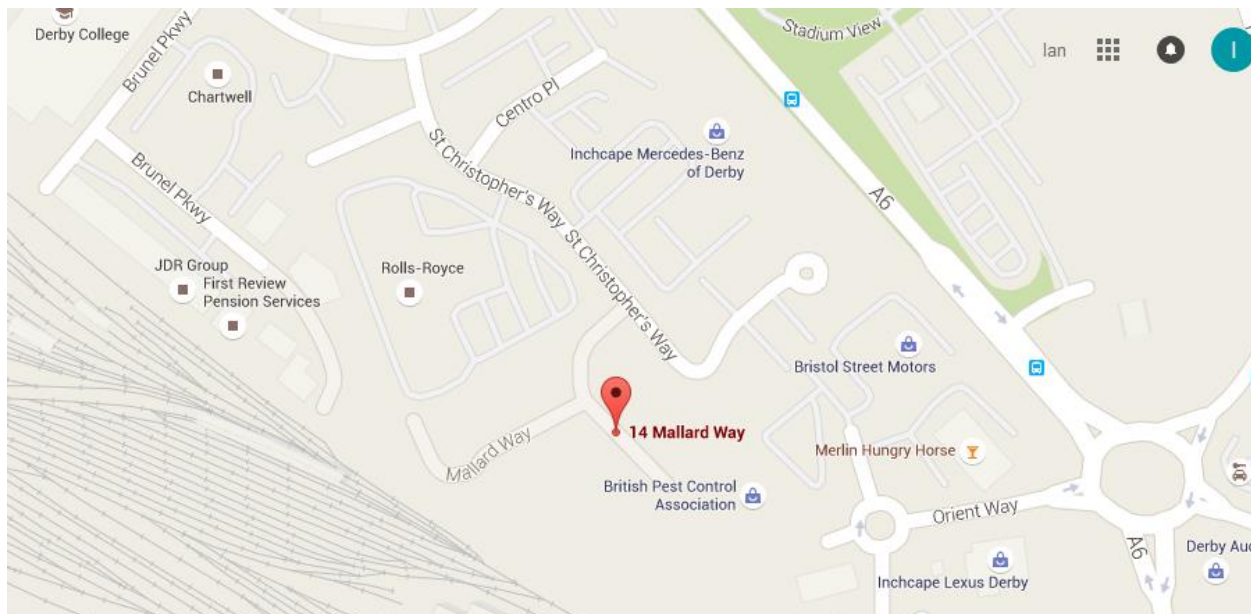 Derby College
Brunel Pkwy
Chartwell
Stadium View
Ian
I
Centro Pl
Inchcape Mercedes-Benz
of Derby
St Christopher's Way
St Christopher's Way
A6
Brunel Pkwy
JDR Group
First Review
Pension Services
Rolls-Royce
Bristol Street Motors
14 Mallard Way
Mallard Way
Merlin Hungry Horse
British Pest Control
Association
Orient Way
A6
Derby Aud
Inchcape Lexus Derby